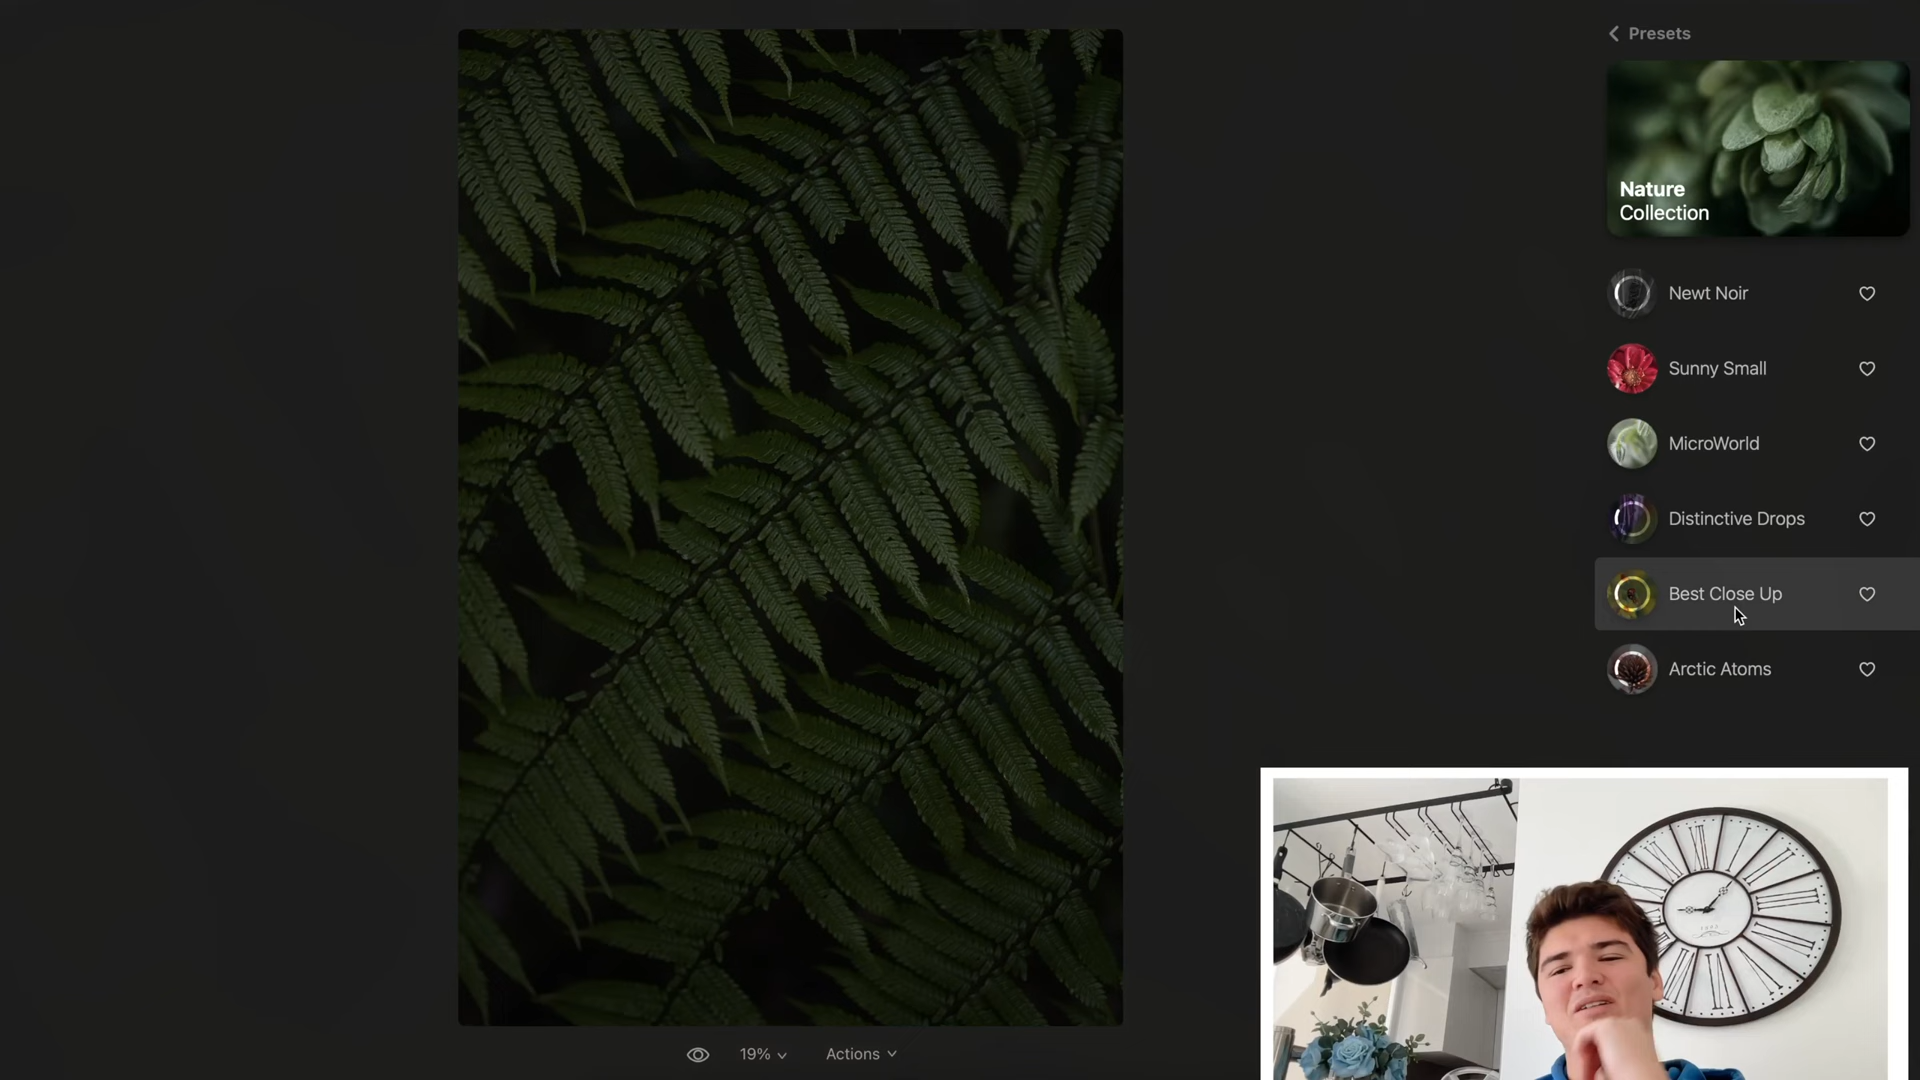 Presets
Nature
Collection
Newt Noir
Sunny Small
MicroWorld
Distinctive Drops
Best Close Up
Arctic Atoms
19%
Actions